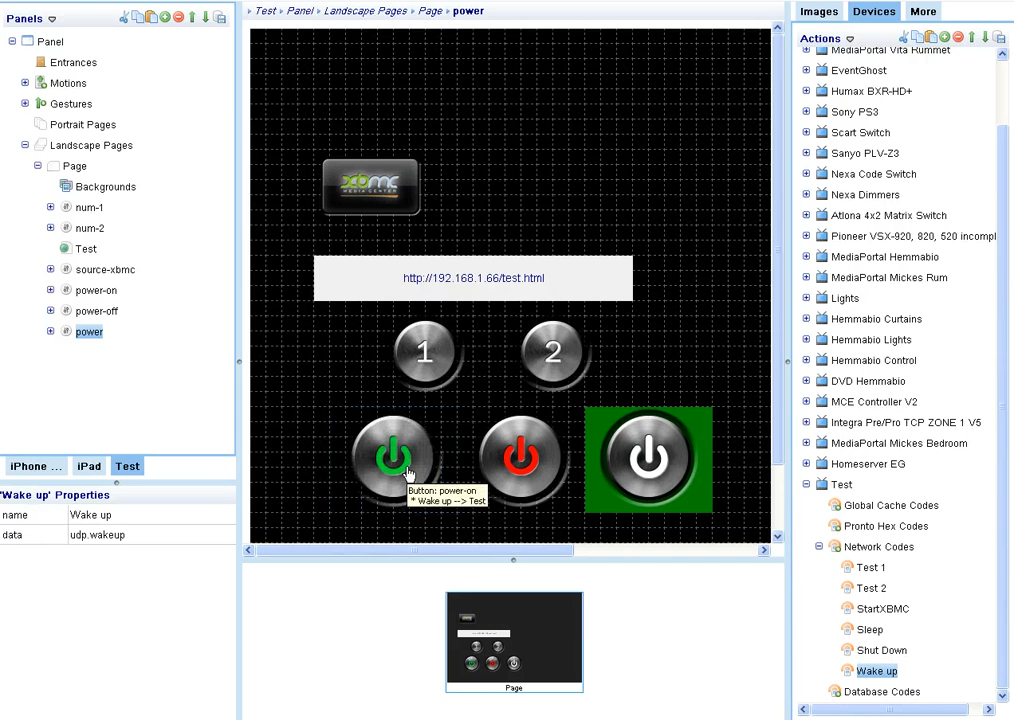 Panels
Panel
Entrances
Motions
Gestures
Portrait Pages
Landscape Pages
Page
Backgrounds
num-1
num-2
Test
source-xbmc
power-on
power-off
power
iPhone ...
iPad
Test
'Wake up' Properties
name
Wake up
data
udp.wakeup
Test
Panel
Landscape Pages
Page
power
xbmc
MEDIA CENTER
http://192.168.1.66/test.html
1
2
Button: power-on
* Wake up --> Test
Page
Images
Devices
More
Actions
MediaPortal Vita Rummet
EventGhost
Humax BXR-HD+
Sony PS3
Scart Switch
Sanyo PLV-Z3
Nexa Code Switch
Nexa Dimmers
Atlona 4x2 Matrix Switch
Pioneer VSX-920, 820, 520 incompl
MediaPortal Hemmabio
MediaPortal Mickes Rum
Lights
Hemmabio Curtains
Hemmabio Lights
Hemmabio Control
DVD Hemmabio
MCE Controller V2
Integra Pre/Pro TCP ZONE 1 V5
MediaPortal Mickes Bedroom
Homeserver EG
Test
Global Cache Codes
Pronto Hex Codes
Network Codes
Test 1
Test 2
StartXBMC
Sleep
Shut Down
Wake up
Database Codes